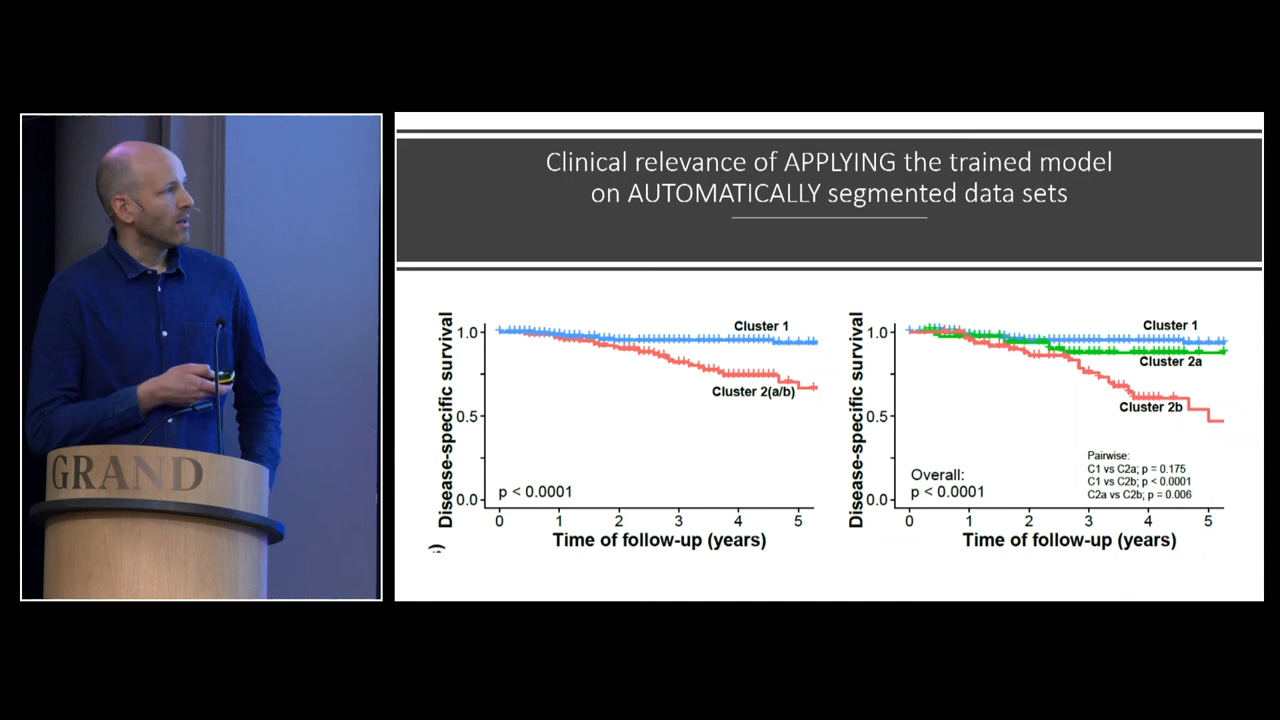 GRAND
Clinical relevance of APPLYING the trained model
on AUTOMATICALLY segmented data sets
Disease-specific survival
1.0
0.5
0.0
Cluster 1
Cluster 2(a/b)
p < 0.0001
0 1 2 3 4 5
Time of follow-up (years)
Disease-specific survival
1.0
0.5
0.0
Cluster 1
Cluster 2a
Cluster 2b
Overall:
p < 0.0001
Pairwise:
C1 vs C2a; p = 0.175
C1 vs C2b; p < 0.0001
C2a vs C2b; p = 0.006
0 1 2 3 4 5
Time of follow-up (years)